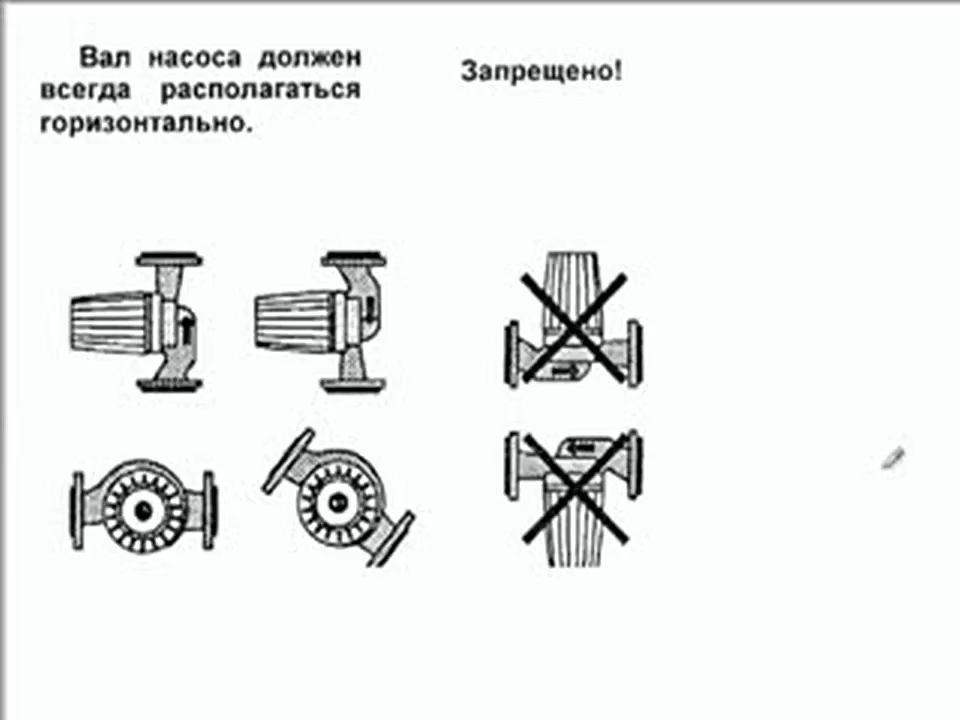 Вал насоса должен
всегда располагаться
горизонтально.
Запрещено!